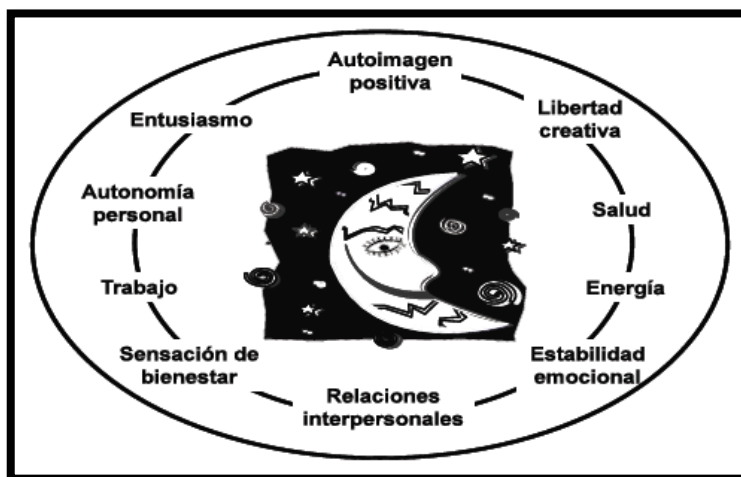 Autoimagen
positiva
Libertad
creativa
Salud
Energía
Estabilidad
emocional
Relaciones
interpersonales
Sensación de
bienestar
Trabajo
Autonomía
personal
Entusiasmo